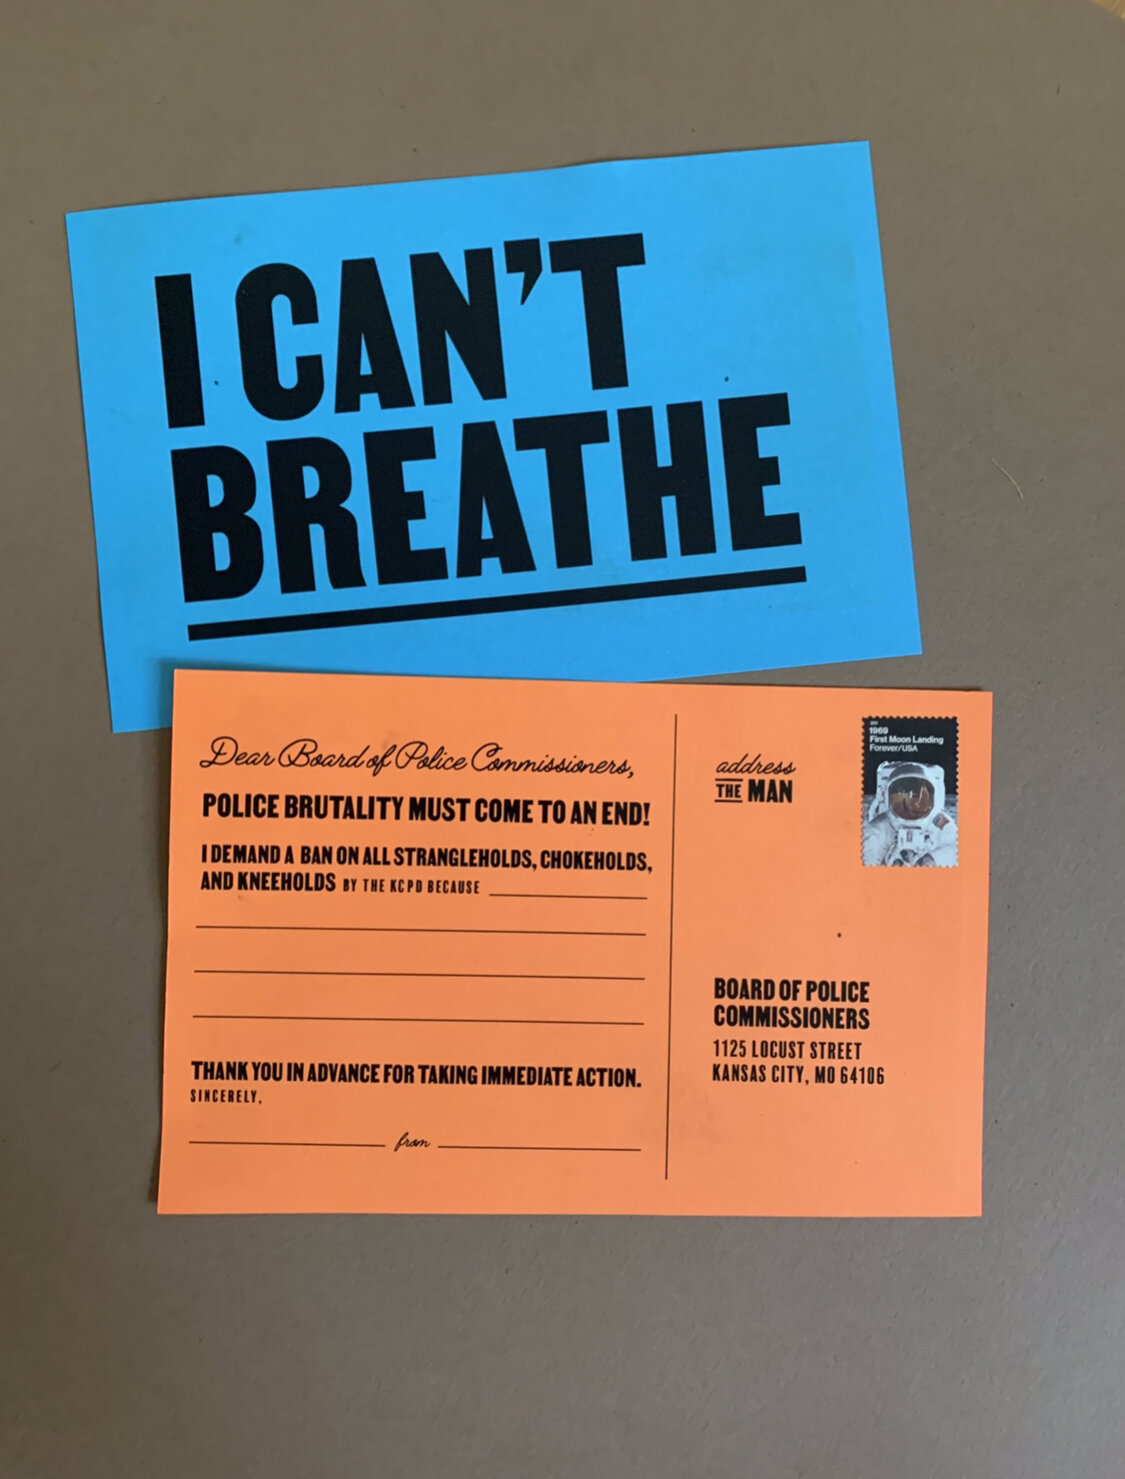 I CAN'T
BREATHE
Dear Board of Police Commissioners,
POLICE BRUTALITY MUST COME TO AN END!
I DEMAND A BAN ON ALL STRANGLEHOLDS, CHOKEHOLDS,
AND KNEEHOLDS BY THE KCPD BECAUSE
THANK YOU IN ADVANCE FOR TAKING IMMEDIATE ACTION.
SINCERELY,
from
address
THE MAN
1969
First Moon Landing
Forever/USA
BOARD OF POLICE
COMMISSIONERS
1125 LOCUST STREET
KANSAS CITY, MO 64106